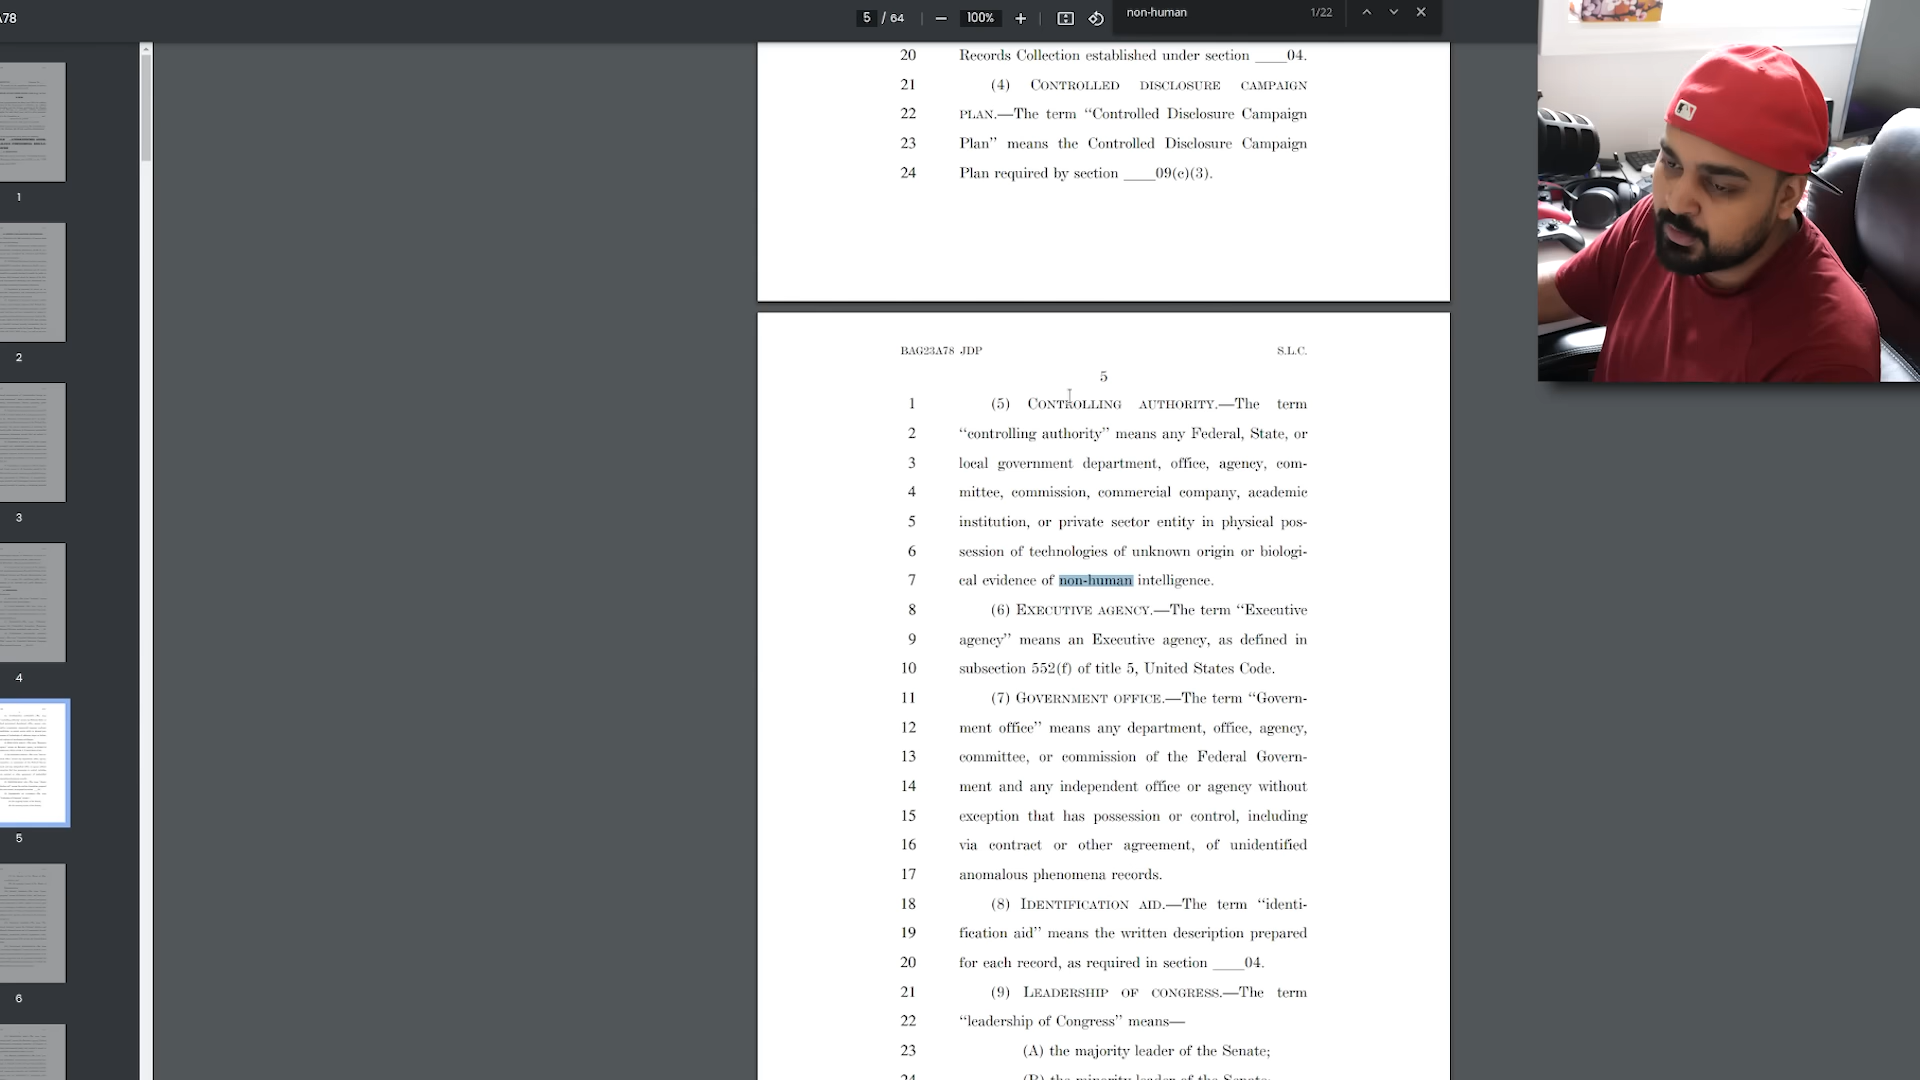 A78
5 / 64
100%
non-human
1/22
20 Records Collection established under section ____04.
21 (4) CONTROLLED DISCLOSURE CAMPAIGN
22 PLAN.—The term “Controlled Disclosure Campaign
23 Plan” means the Controlled Disclosure Campaign
24 Plan required by section ____09(c)(3).
BAG23A78 JDP
S.L.C.
5
1 (5) CONTROLLING AUTHORITY.—The term
2 “controlling authority” means any Federal, State, or
3 local government department, office, agency, com-
4 mittee, commission, commercial company, academic
5 institution, or private sector entity in physical pos-
6 session of technologies of unknown origin or biologi-
7 cal evidence of non-human intelligence.
8 (6) EXECUTIVE AGENCY.—The term “Executive
9 agency” means an Executive agency, as defined in
10 subsection 552(f) of title 5, United States Code.
11 (7) GOVERNMENT OFFICE.—The term “Govern-
12 ment office” means any department, office, agency,
13 committee, or commission of the Federal Govern-
14 ment and any independent office or agency without
15 exception that has possession or control, including
16 via contract or other agreement, of unidentified
17 anomalous phenomena records.
18 (8) IDENTIFICATION AID.—The term “identi-
19 fication aid” means the written description prepared
20 for each record, as required in section ____04.
21 (9) LEADERSHIP OF CONGRESS.—The term
22 “leadership of Congress” means—
23 (A) the majority leader of the Senate;
24 (B) the minority leader of the Senate;
1
2
3
4
5
6